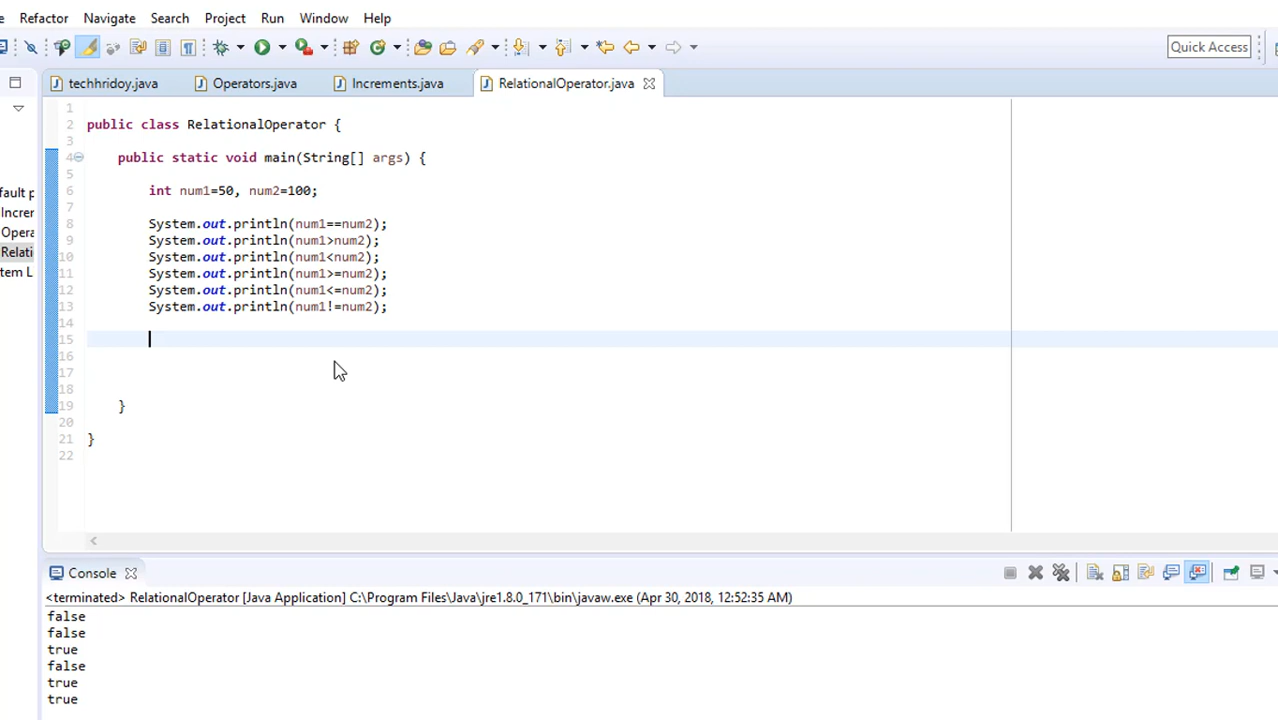 e Refactor Navigate Search Project Run Window Help
Quick Access
techhridoy.java Operators.java Increments.java RelationalOperator.java
1
2 public class RelationalOperator {
3
4 public static void main(String[] args) {
5
6 int num1=50, num2=100;
7
8 System.out.println(num1==num2);
9 System.out.println(num1>num2);
10 System.out.println(num1<num2);
11 System.out.println(num1>=num2);
12 System.out.println(num1<=num2);
13 System.out.println(num1!=num2);
14
15
16
17
18
19 }
20
21 }
22
fault p
Increr
Opera
Relati
tem L
Console
<terminated> RelationalOperator [Java Application] C:\Program Files\Java\jre1.8.0_171\bin\javaw.exe (Apr 30, 2018, 12:52:35 AM)
false
false
true
false
true
true